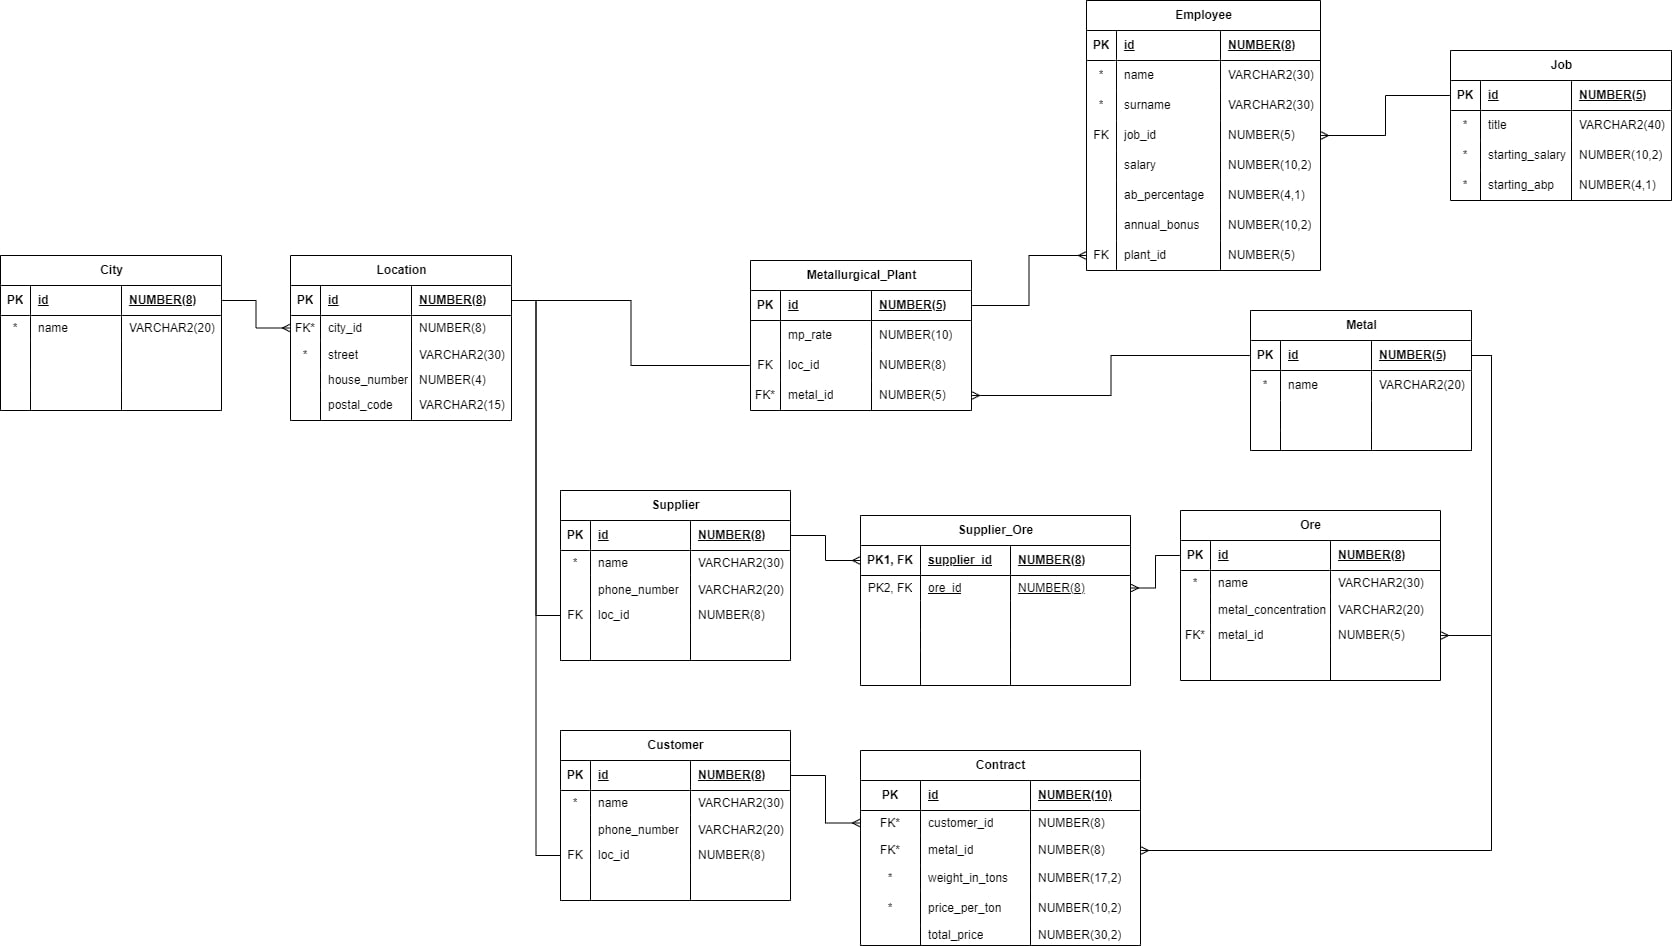 Employee
PK id NUMBER(8)
* name VARCHAR2(30)
* surname VARCHAR2(30)
FK job_id NUMBER(5)
salary NUMBER(10,2)
ab_percentage NUMBER(4,1)
annual_bonus NUMBER(10,2)
FK plant_id NUMBER(5)
Job
PK id NUMBER(5)
* title VARCHAR2(40)
* starting_salary NUMBER(10,2)
* starting_abp NUMBER(4,1)
City
PK id NUMBER(8)
* name VARCHAR2(20)
Location
PK id NUMBER(8)
FK* city_id NUMBER(8)
* street VARCHAR2(30)
house_number NUMBER(4)
postal_code VARCHAR2(15)
Metallurgical_Plant
PK id NUMBER(5)
mp_rate NUMBER(10)
FK loc_id NUMBER(8)
FK* metal_id NUMBER(5)
Metal
PK id NUMBER(5)
* name VARCHAR2(20)
Supplier
PK id NUMBER(8)
* name VARCHAR2(30)
phone_number VARCHAR2(20)
FK loc_id NUMBER(8)
Supplier_Ore
PK1, FK supplier_id NUMBER(8)
PK2, FK ore_id NUMBER(8)
Ore
PK id NUMBER(8)
* name VARCHAR2(30)
metal_concentration VARCHAR2(20)
FK* metal_id NUMBER(5)
Customer
PK id NUMBER(8)
* name VARCHAR2(30)
phone_number VARCHAR2(20)
FK loc_id NUMBER(8)
Contract
PK id NUMBER(10)
FK* customer_id NUMBER(8)
FK* metal_id NUMBER(8)
* weight_in_tons NUMBER(17,2)
* price_per_ton NUMBER(10,2)
total_price NUMBER(30,2)